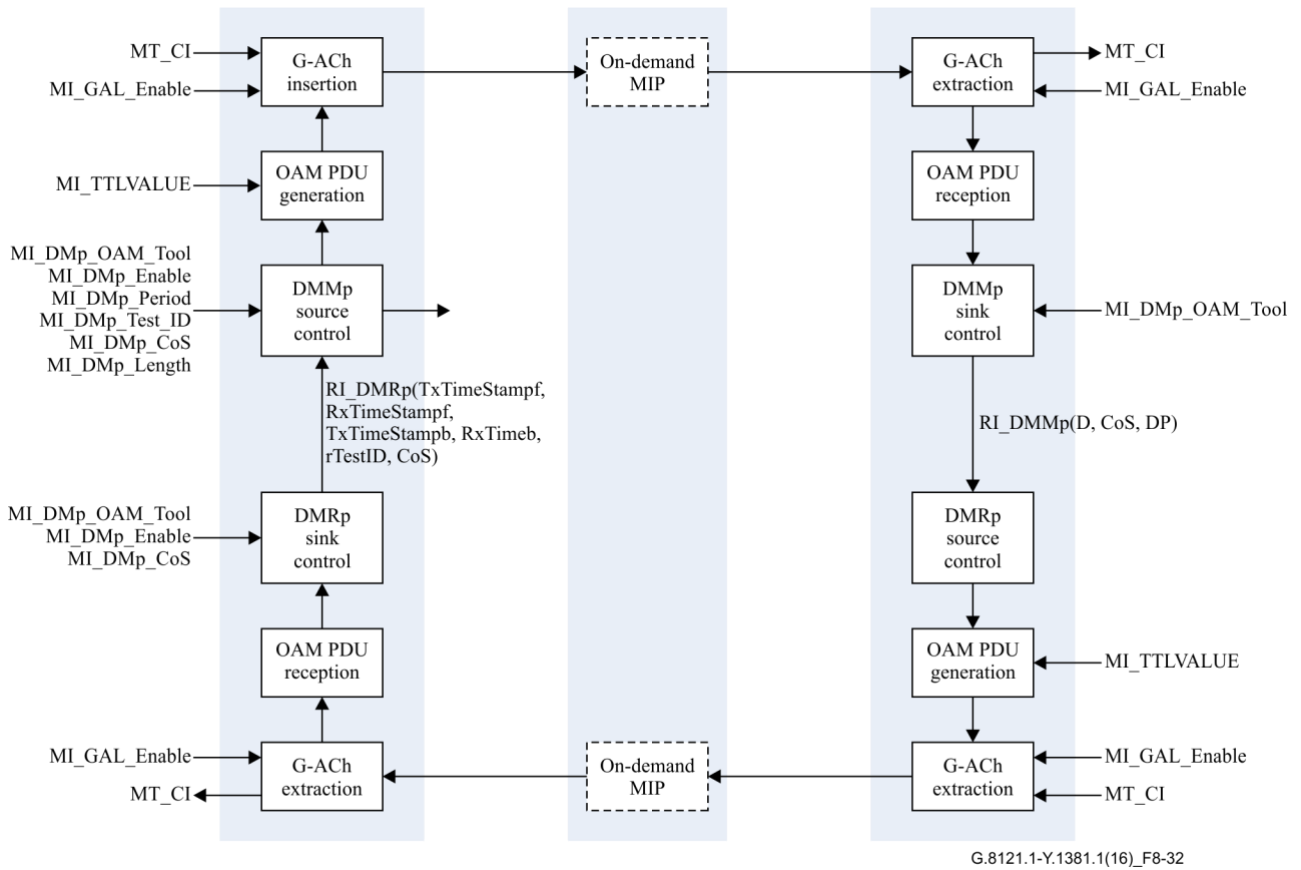 MT_CI
MI_GAL_Enable
G-ACh
insertion
On-demand
MIP
G-ACh
extraction
MT_CI
MI_GAL_Enable
MI_TTLVALUE
OAM PDU
generation
OAM PDU
reception
MI_DMp_OAM_Tool
MI_DMp_Enable
MI_DMp_Period
MI_DMp_Test_ID
MI_DMp_CoS
MI_DMp_Length
DMMp
source
control
DMMp
sink
control
MI_DMp_OAM_Tool
RI_DMRp(TxTimeStampf,
RxTimeStampf,
TxTimeStampb, RxTimeb,
rTestID, CoS)
RI_DMMp(D, CoS, DP)
MI_DMp_OAM_Tool
MI_DMp_Enable
MI_DMp_CoS
DMRp
sink
control
DMRp
source
control
OAM PDU
reception
OAM PDU
generation
MI_TTLVALUE
MI_GAL_Enable
MT_CI
G-ACh
extraction
On-demand
MIP
G-ACh
extraction
MI_GAL_Enable
MT_CI
G.8121.1-Y.1381.1(16)_F8-32